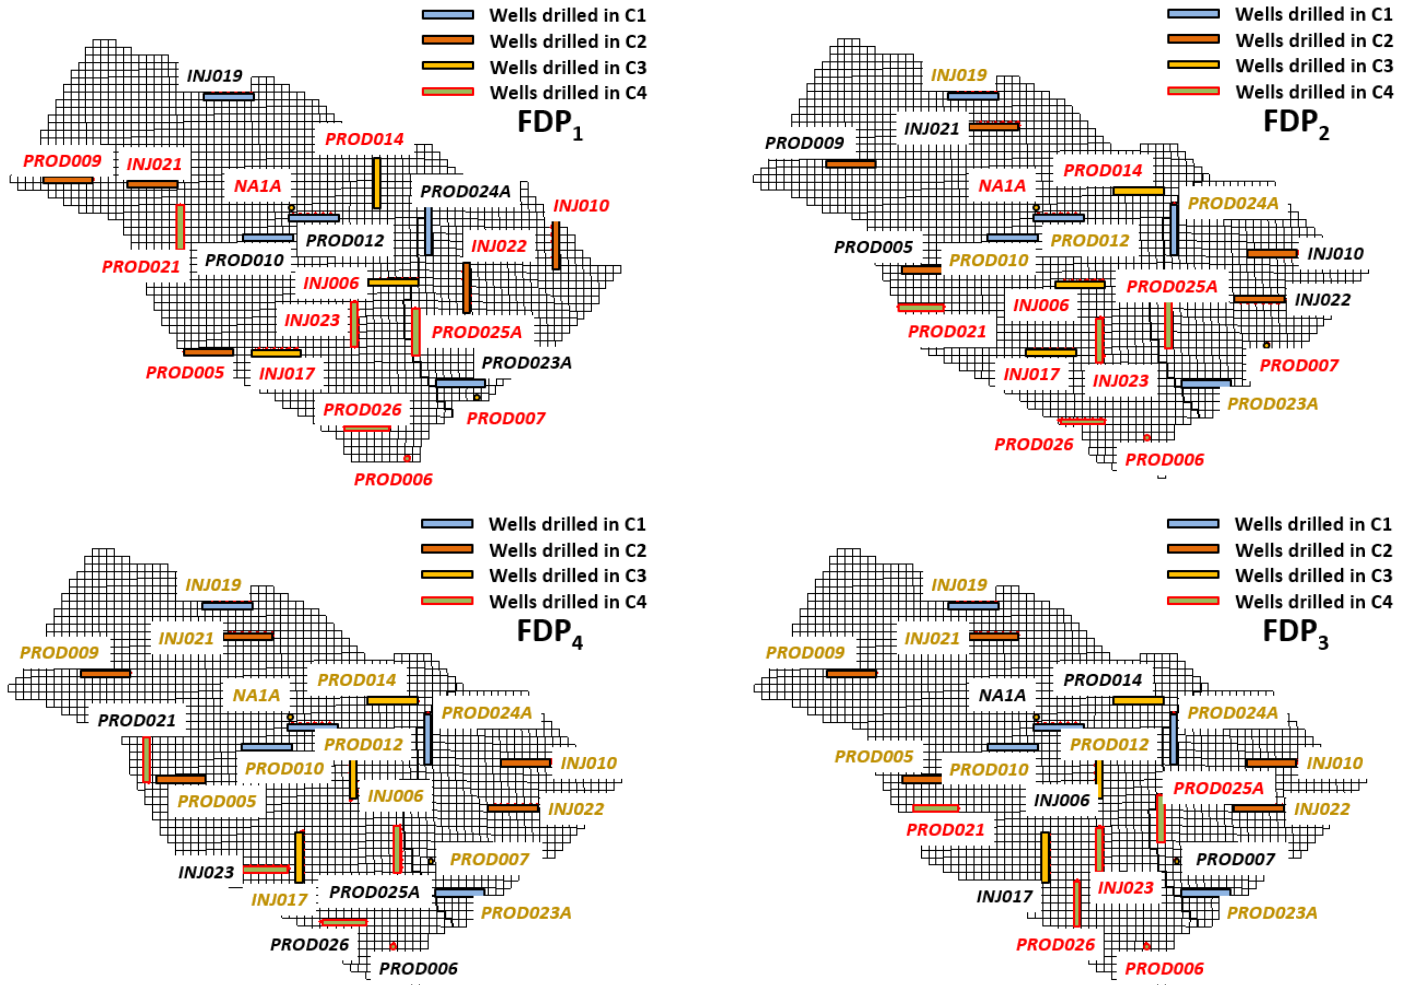 Wells drilled in C1
Wells drilled in C2
Wells drilled in C3
Wells drilled in C4
FDP1
INJ019
PROD014
PROD009
INJ021
NA1A
PROD024A
INJ010
PROD012
INJ022
PROD021
PROD010
INJ006
INJ023
PROD025A
PROD005
INJ017
PROD023A
PROD026
PROD007
PROD006
Wells drilled in C1
Wells drilled in C2
Wells drilled in C3
Wells drilled in C4
FDP2
INJ019
INJ021
PROD009
PROD014
NA1A
PROD024A
PROD005
PROD012
PROD010
INJ010
PROD025A
INJ006
INJ022
PROD021
PROD007
INJ017
INJ023
PROD023A
PROD026
PROD006
Wells drilled in C1
Wells drilled in C2
Wells drilled in C3
Wells drilled in C4
FDP4
INJ019
INJ021
PROD009
PROD014
NA1A
PROD021
PROD024A
PROD012
PROD010
INJ010
PROD005
INJ006
INJ022
PROD007
INJ023
INJ017
PROD025A
PROD023A
PROD026
PROD006
Wells drilled in C1
Wells drilled in C2
Wells drilled in C3
Wells drilled in C4
FDP3
INJ019
INJ021
PROD009
PROD014
NA1A
PROD024A
PROD005
PROD012
PROD010
INJ010
PROD025A
INJ006
INJ022
PROD021
PROD007
INJ017
INJ023
PROD023A
PROD026
PROD006